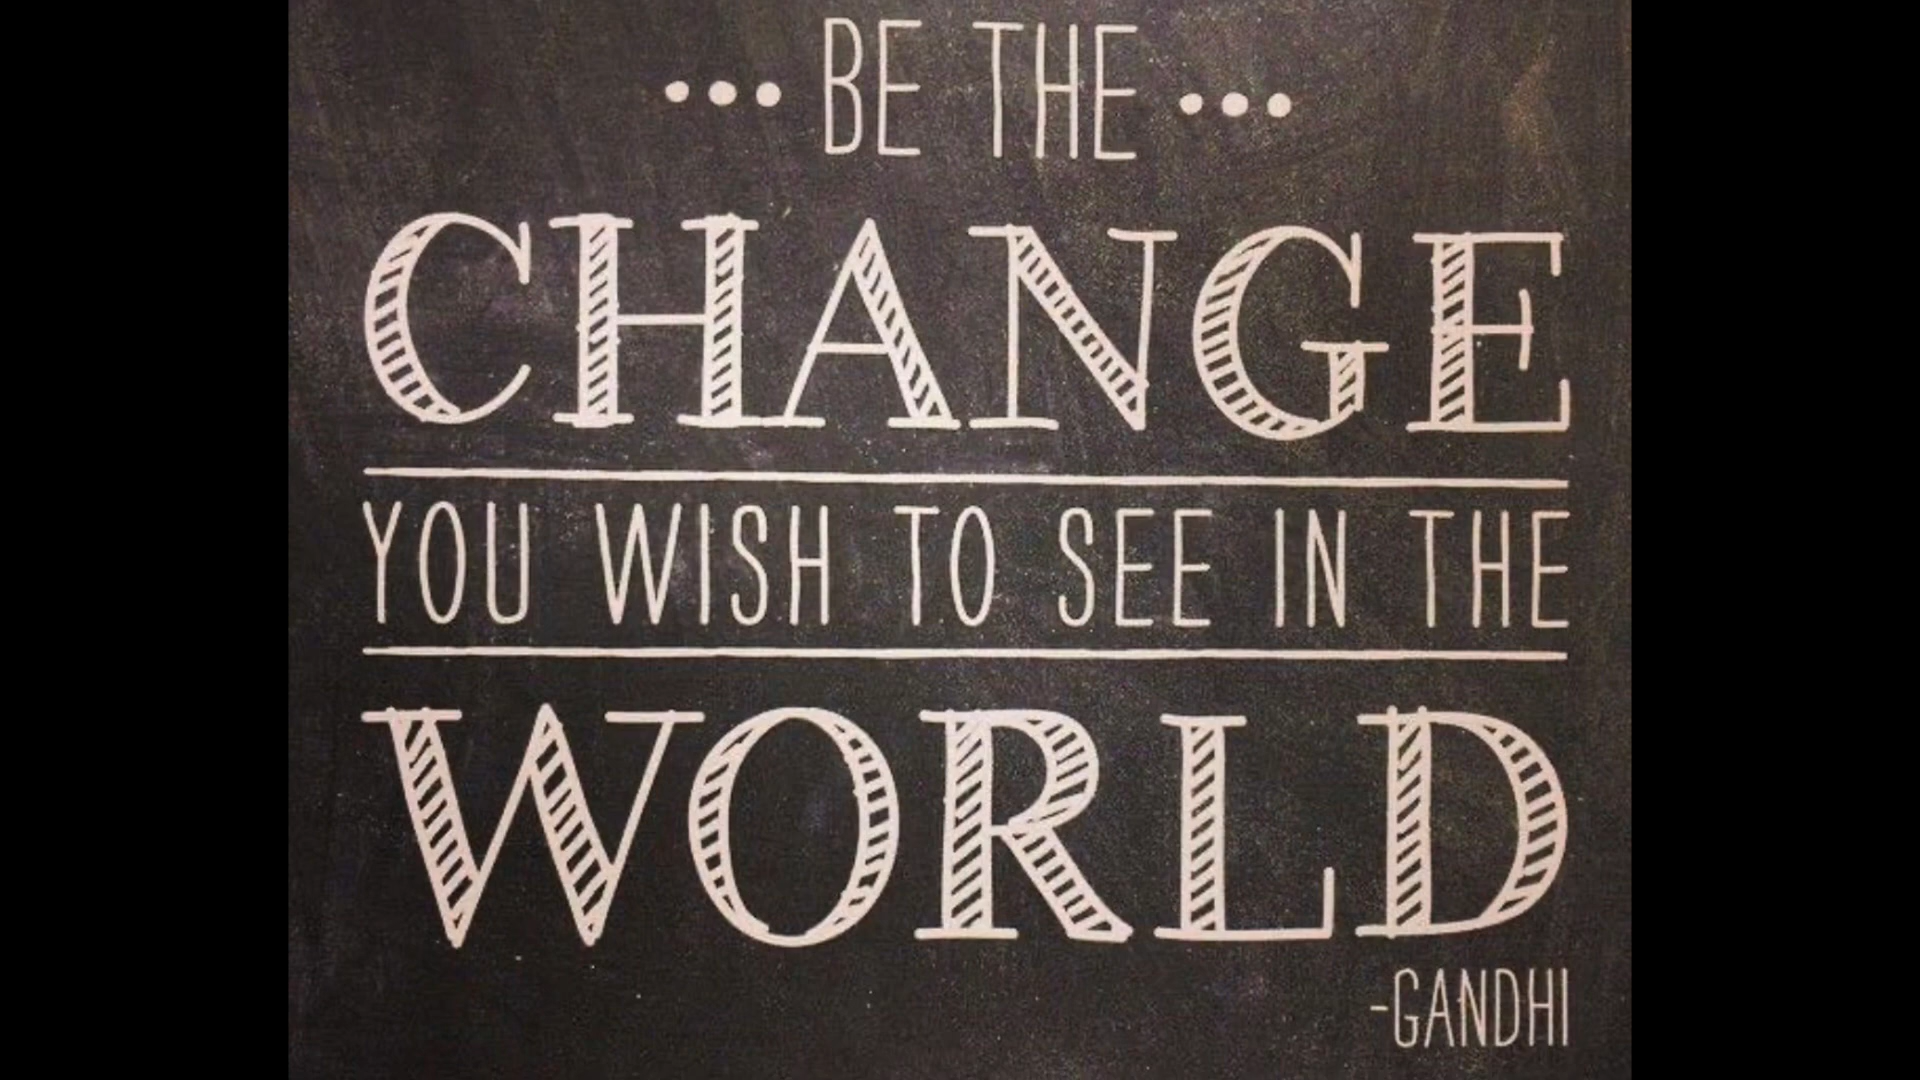 ••• BE THE •••
CHANGE
YOU WISH TO SEE IN THE
WORLD
-GANDHI